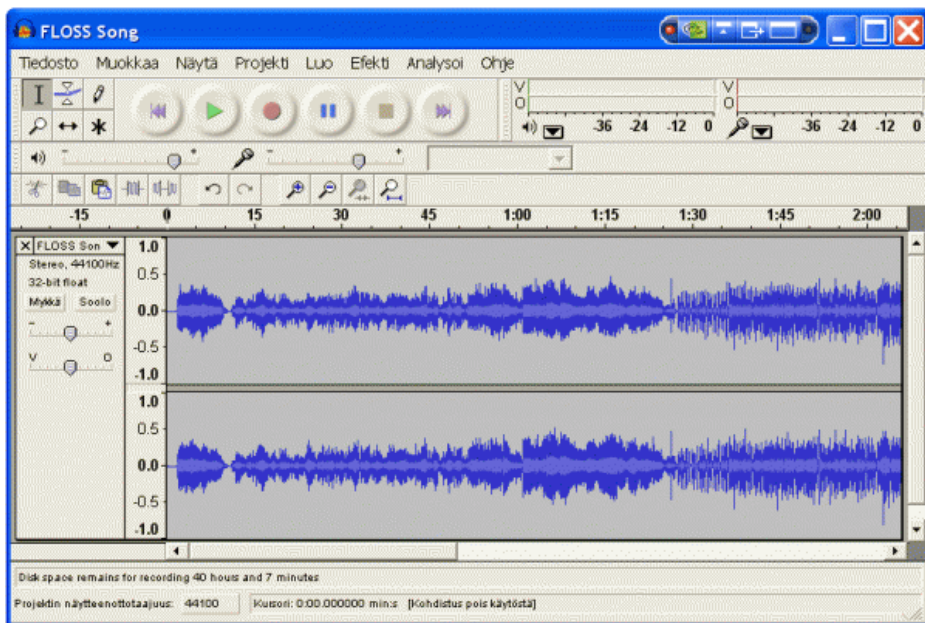 FLOSS Song
Tiedosto Muokkaa Näytä Projekti Luo Efekti Analysoi Ohje
V
O
-36 -24 -12 0
V
O
-36 -24 -12 0
- +
- +
-15 0 15 30 45 1:00 1:15 1:30 1:45 2:00
X FLOSS Son
Stereo, 44100Hz
32-bit float
Mykkä Soolo
- +
V O
1.0
0.5
0.0
-0.5
-1.0
1.0
0.5
0.0
-0.5
-1.0
Disk space remains for recording 40 hours and 7 minutes
Projektin näytteenottotaajuus: 44100 Kursori: 0:00.000000 min:s [Kohdistus pois käytöstä]